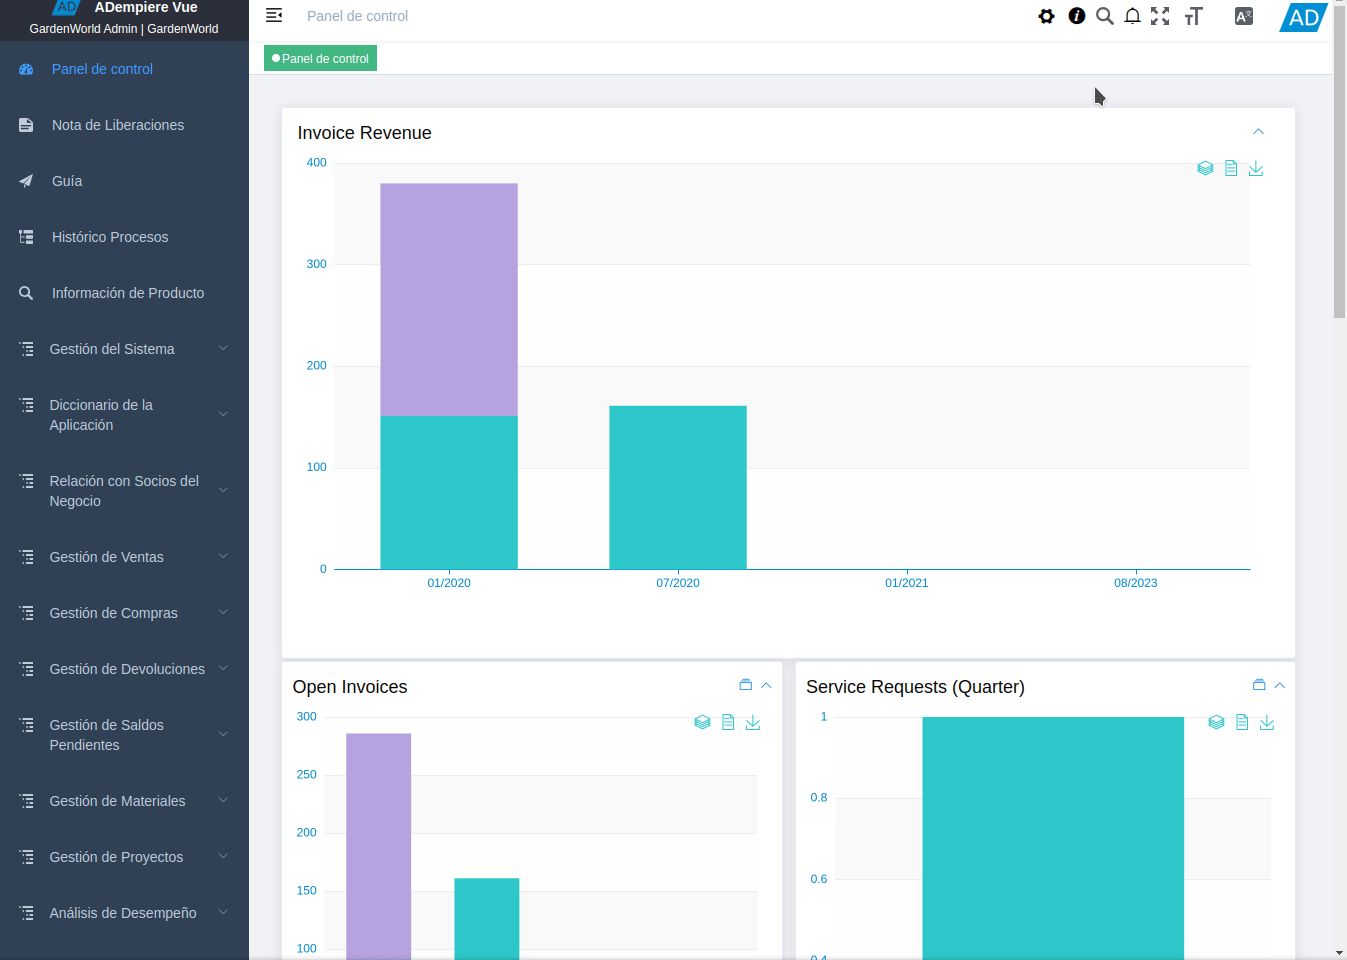 AD ADempiere Vue
GardenWorld Admin | GardenWorld
Panel de control
Nota de Liberaciones
Guía
Histórico Procesos
Información de Producto
Gestión del Sistema
Diccionario de la
Aplicación
Relación con Socios del
Negocio
Gestión de Ventas
Gestión de Compras
Gestión de Devoluciones
Gestión de Saldos
Pendientes
Gestión de Materiales
Gestión de Proyectos
Análisis de Desempeño
Panel de control
AD
Panel de control
Invoice Revenue
400
300
200
100
0
01/2020 07/2020 01/2021 08/2023
Open Invoices
300
250
200
150
100
Service Requests (Quarter)
1
0.8
0.6
0.4